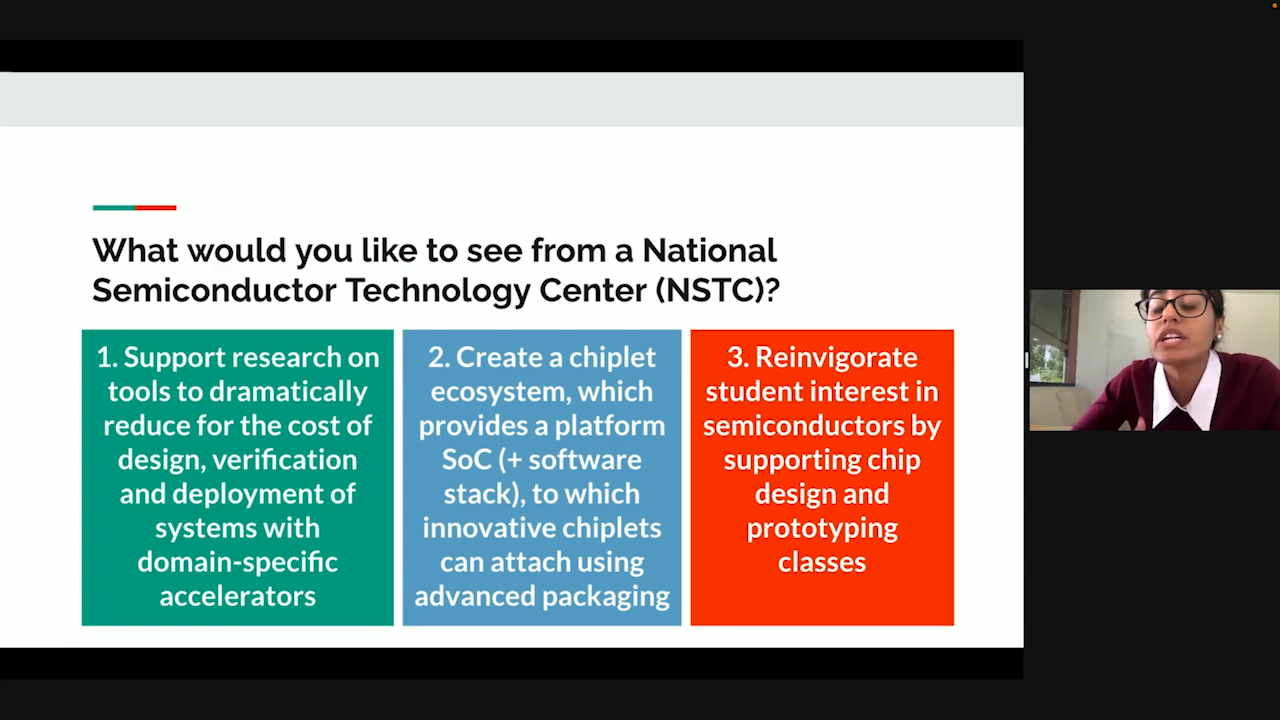 What would you like to see from a National
Semiconductor Technology Center (NSTC)?
1. Support research on
tools to dramatically
reduce for the cost of
design, verification
and deployment of
systems with
domain-specific
accelerators
2. Create a chiplet
ecosystem, which
provides a platform
SoC (+ software
stack), to which
innovative chiplets
can attach using
advanced packaging
3. Reinvigorate
student interest in
semiconductors by
supporting chip
design and
prototyping
classes